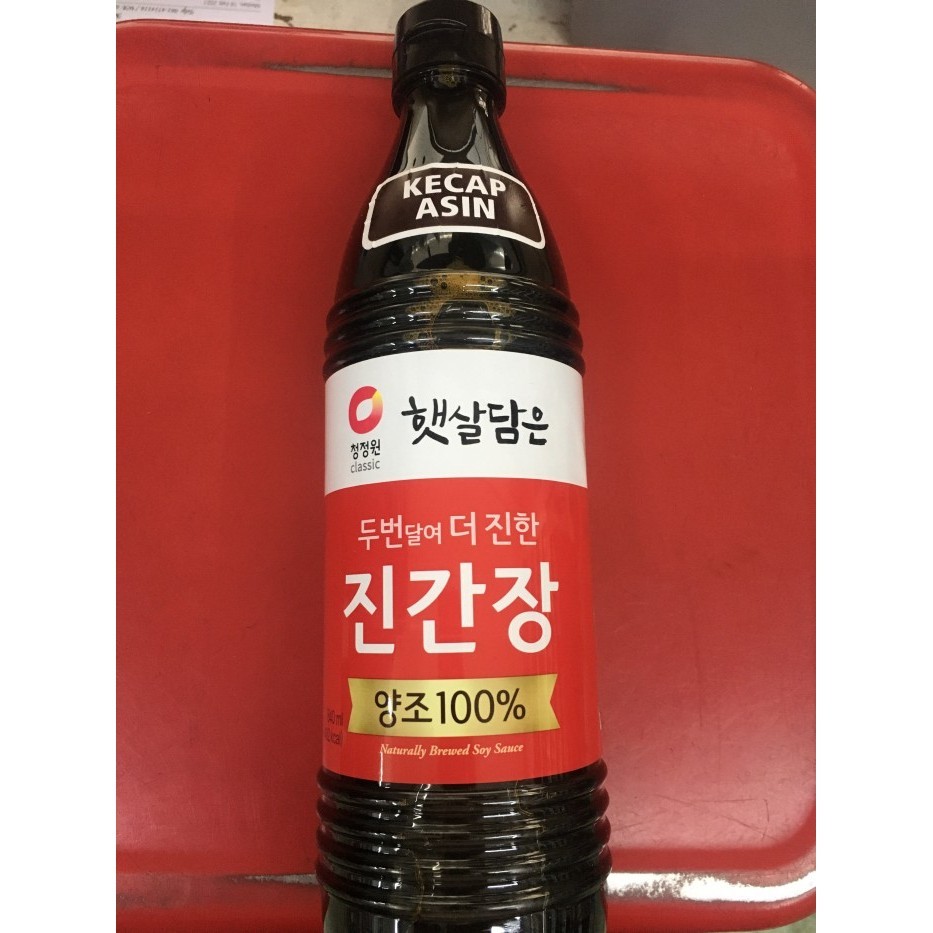 KECAP
ASIN
햇살담은
청정원
classic
두번달여 더 진한
진간장
양조100%
Naturally Brewed Soy Sauce